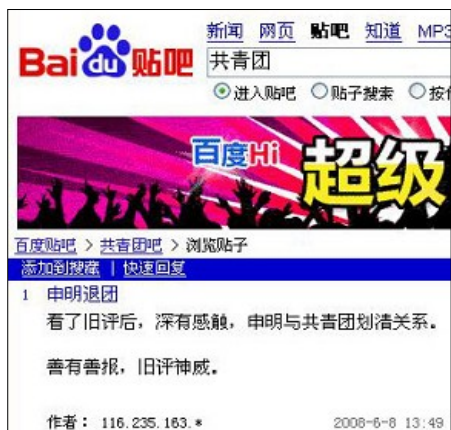 新闻 网页 贴吧 知道 MP3
Bai du 贴吧
共青团
进入贴吧 贴子搜索 按作
百度Hi 超级
百度贴吧 > 共青团吧 > 浏览贴子
添加到搜藏 | 快速回复
1 申明退团
看了旧评后，深有感触，申明与共青团划清关系。
善有善报，旧评神威。
作者： 116.235.163.* 2008-6-8 13:49